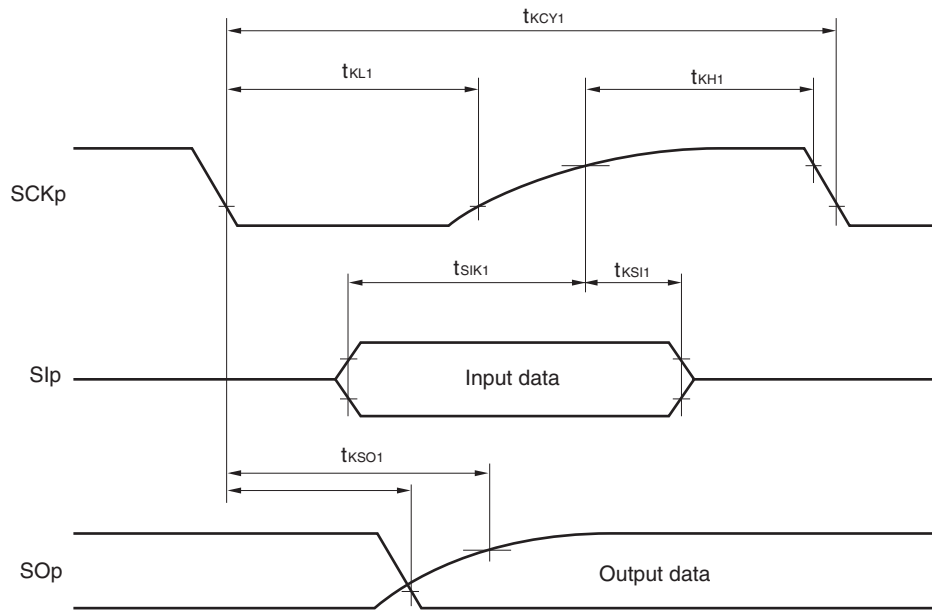 tKCY1
tKL1
tKH1
SCKp
tSIK1
tKSI1
SIp
Input data
tKSO1
SOp
Output data